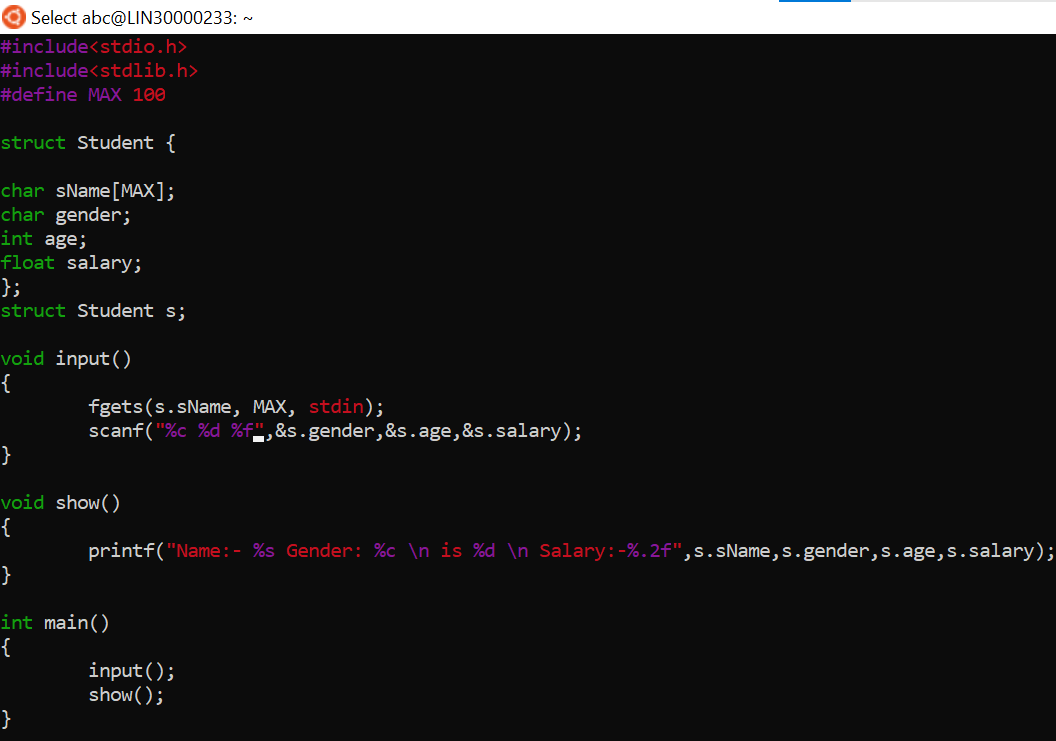 Select abc@LIN30000233: ~
#include<stdio.h>
#include<stdlib.h>
#define MAX 100
struct Student {
char sName[MAX];
char gender;
int age;
float salary;
};
struct Student s;
void input()
{
fgets(s.sName, MAX, stdin);
scanf("%c %d %f",&s.gender,&s.age,&s.salary);
}
void show()
{
printf("Name:- %s Gender: %c \n is %d \n Salary:-%.2f",s.sName,s.gender,s.age,s.salary);
}
int main()
{
input();
show();
}